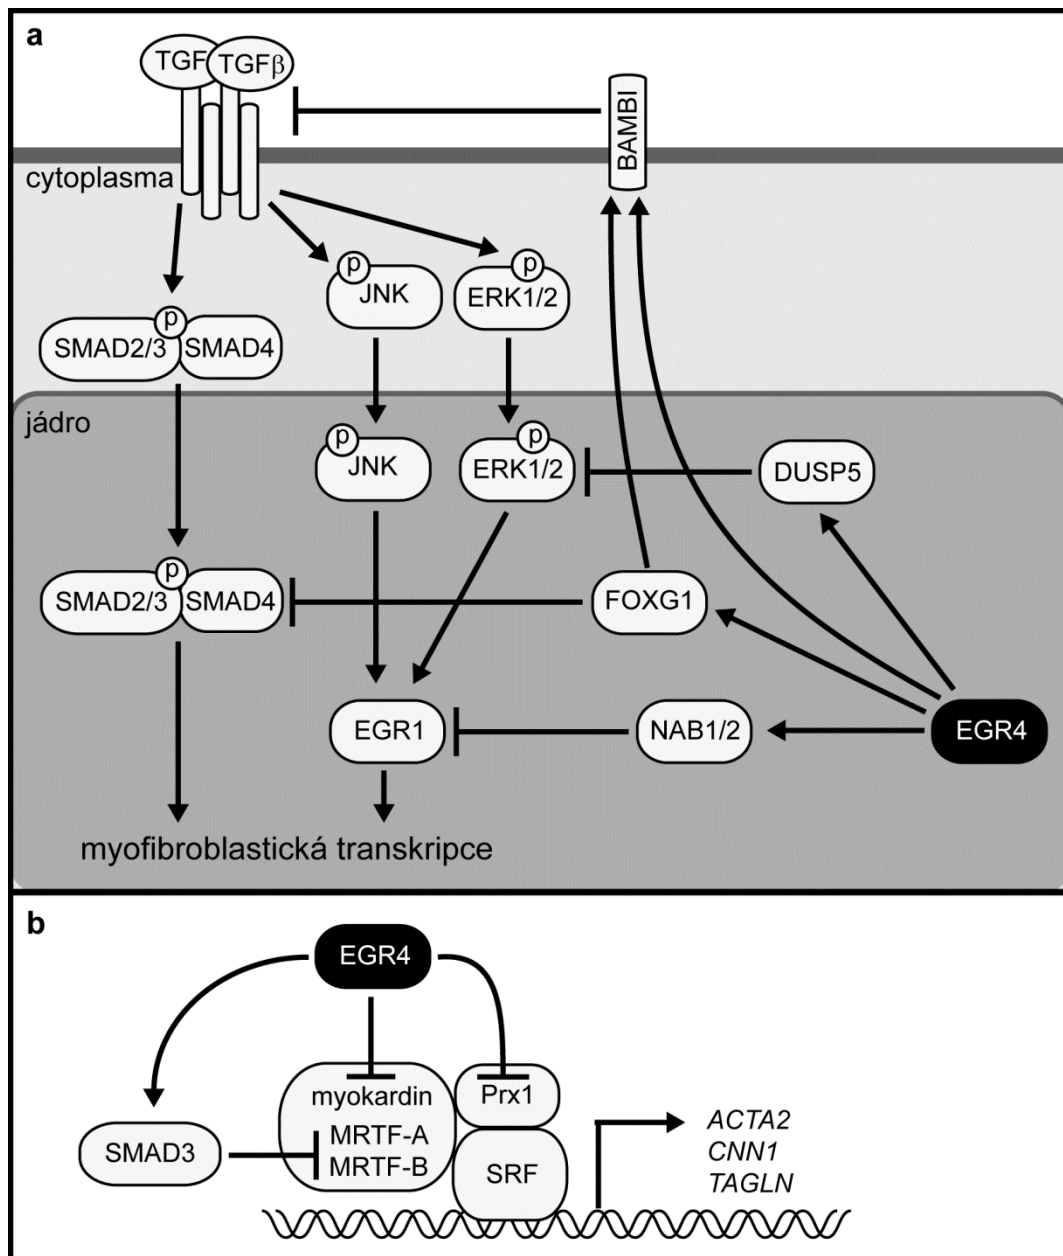 a
TGF
TGFβ
BAMBI
cytoplasma
p
JNK
p
ERK1/2
p
SMAD2/3
SMAD4
jádro
p
JNK
p
ERK1/2
DUSP5
p
SMAD2/3
SMAD4
FOXG1
EGR1
NAB1/2
EGR4
myofibroblastická transkripce
b
EGR4
myokardin
Prx1
MRTF-A
MRTF-B
SMAD3
SRF
ACTA2
CNN1
TAGLN